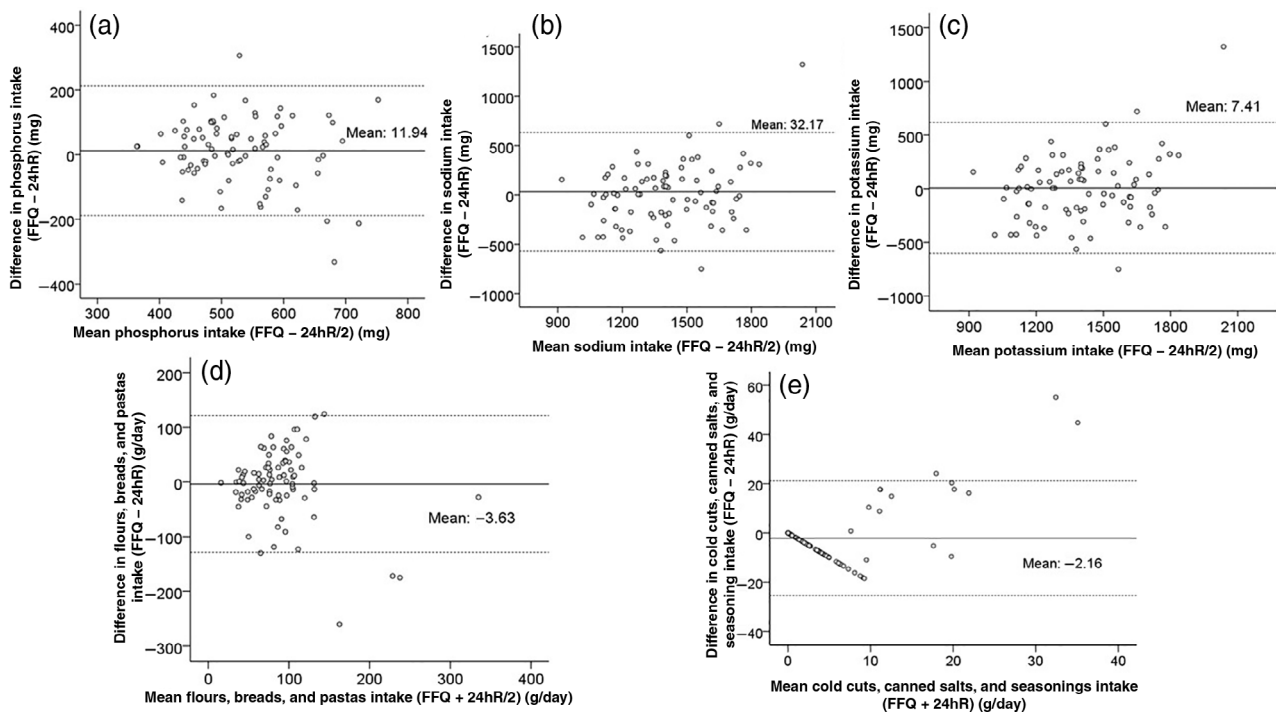 (a)
Difference in phosphorus intake
(FFQ – 24hR) (mg)
400
200
0
−200
−400
Mean: 11.94
300 400 500 600 700 800
Mean phosphorus intake (FFQ – 24hR/2) (mg)
(b)
Difference in sodium intake
(FFQ – 24hR) (mg)
1500
1000
500
0
−500
−1000
Mean: 32.17
900 1200 1500 1800 2100
Mean sodium intake (FFQ – 24hR/2) (mg)
(c)
Difference in potassium intake
(FFQ – 24hR) (mg)
1500
1000
500
0
−500
−1000
Mean: 7.41
900 1200 1500 1800 2100
Mean potassium intake (FFQ – 24hR/2) (mg)
(d)
Difference in flours, breads, and pastas
intake (FFQ – 24hR) (g/day)
200
100
0
−100
−200
−300
Mean: −3.63
0 100 200 300 400
Mean flours, breads, and pastas intake (FFQ + 24hR/2) (g/day)
(e)
Difference in cold cuts, canned salts, and
seasoning intake (FFQ – 24hR) (g/day)
60
40
20
0
−20
−40
Mean: −2.16
0 10 20 30 40
Mean cold cuts, canned salts, and seasonings intake
(FFQ + 24hR) (g/day)